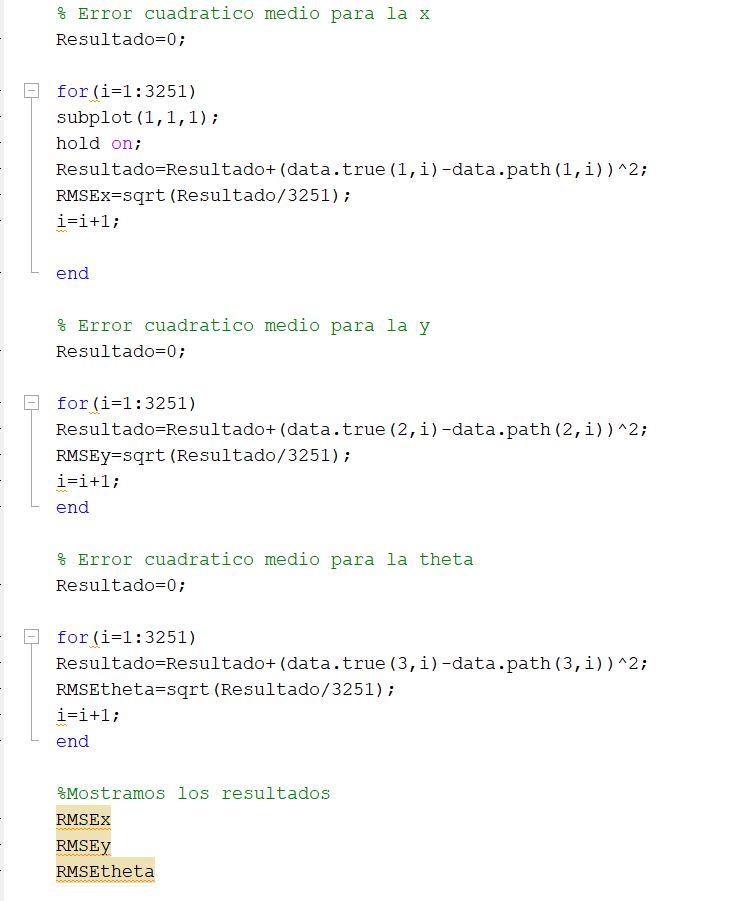 % Error cuadratico medio para la x
Resultado=0;
for(i=1:3251)
subplot(1,1,1);
hold on;
Resultado=Resultado+(data.true(1,i)-data.path(1,i))^2;
RMSEx=sqrt(Resultado/3251);
i=i+1;
end
% Error cuadratico medio para la y
Resultado=0;
for(i=1:3251)
Resultado=Resultado+(data.true(2,i)-data.path(2,i))^2;
RMSEy=sqrt(Resultado/3251);
i=i+1;
end
% Error cuadratico medio para la theta
Resultado=0;
for(i=1:3251)
Resultado=Resultado+(data.true(3,i)-data.path(3,i))^2;
RMSEtheta=sqrt(Resultado/3251);
i=i+1;
end
%Mostramos los resultados
RMSEx
RMSEy
RMSEtheta